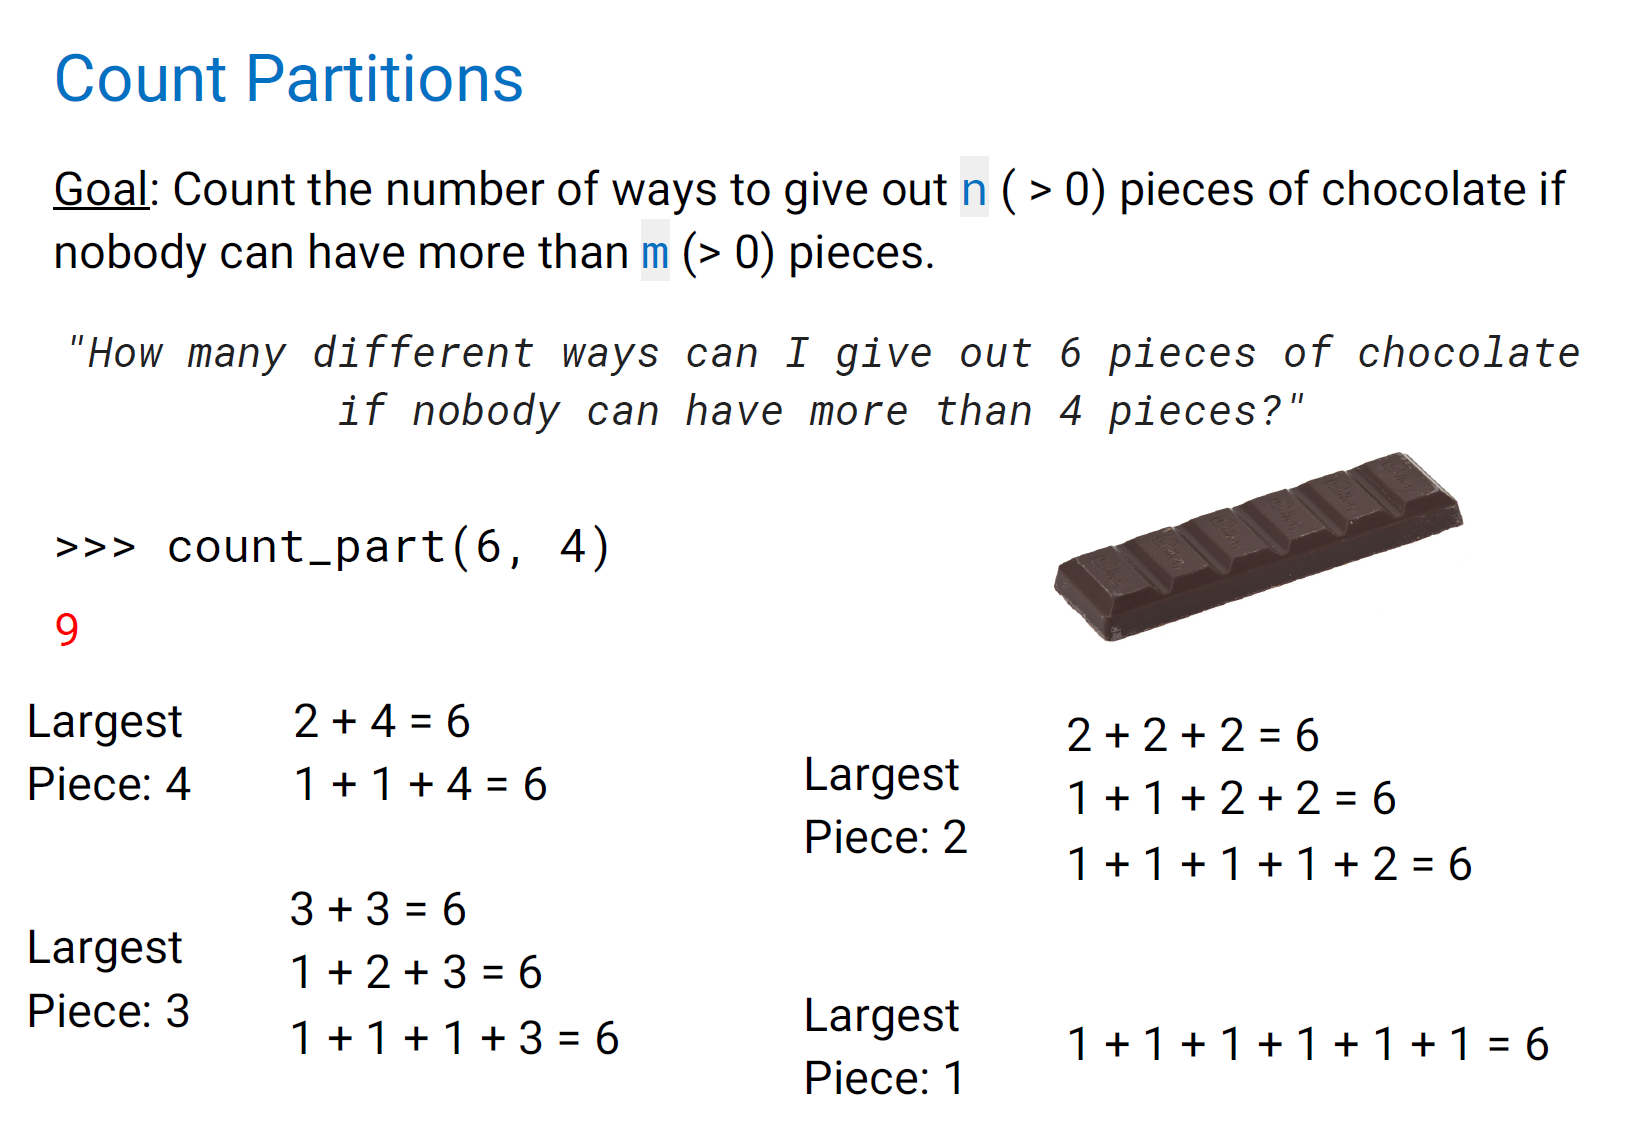 Count Partitions
Goal: Count the number of ways to give out n ( > 0) pieces of chocolate if
nobody can have more than m (> 0) pieces.
"How many different ways can I give out 6 pieces of chocolate
if nobody can have more than 4 pieces?"
>>> count_part(6, 4)
9
Largest
Piece: 4
2 + 4 = 6
1 + 1 + 4 = 6
Largest
Piece: 3
3 + 3 = 6
1 + 2 + 3 = 6
1 + 1 + 1 + 3 = 6
Largest
Piece: 2
2 + 2 + 2 = 6
1 + 1 + 2 + 2 = 6
1 + 1 + 1 + 1 + 2 = 6
Largest
Piece: 1
1 + 1 + 1 + 1 + 1 + 1 = 6